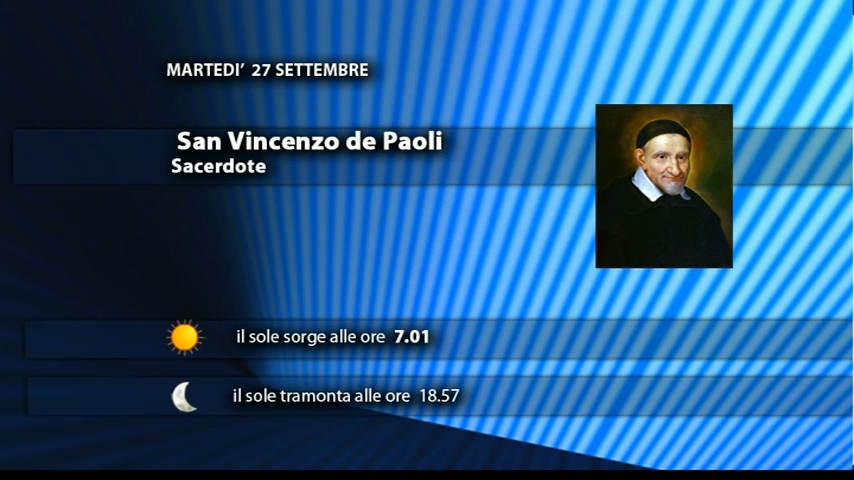 MARTEDI’ 27 SETTEMBRE
San Vincenzo de Paoli
Sacerdote
il sole sorge alle ore 7.01
il sole tramonta alle ore 18.57